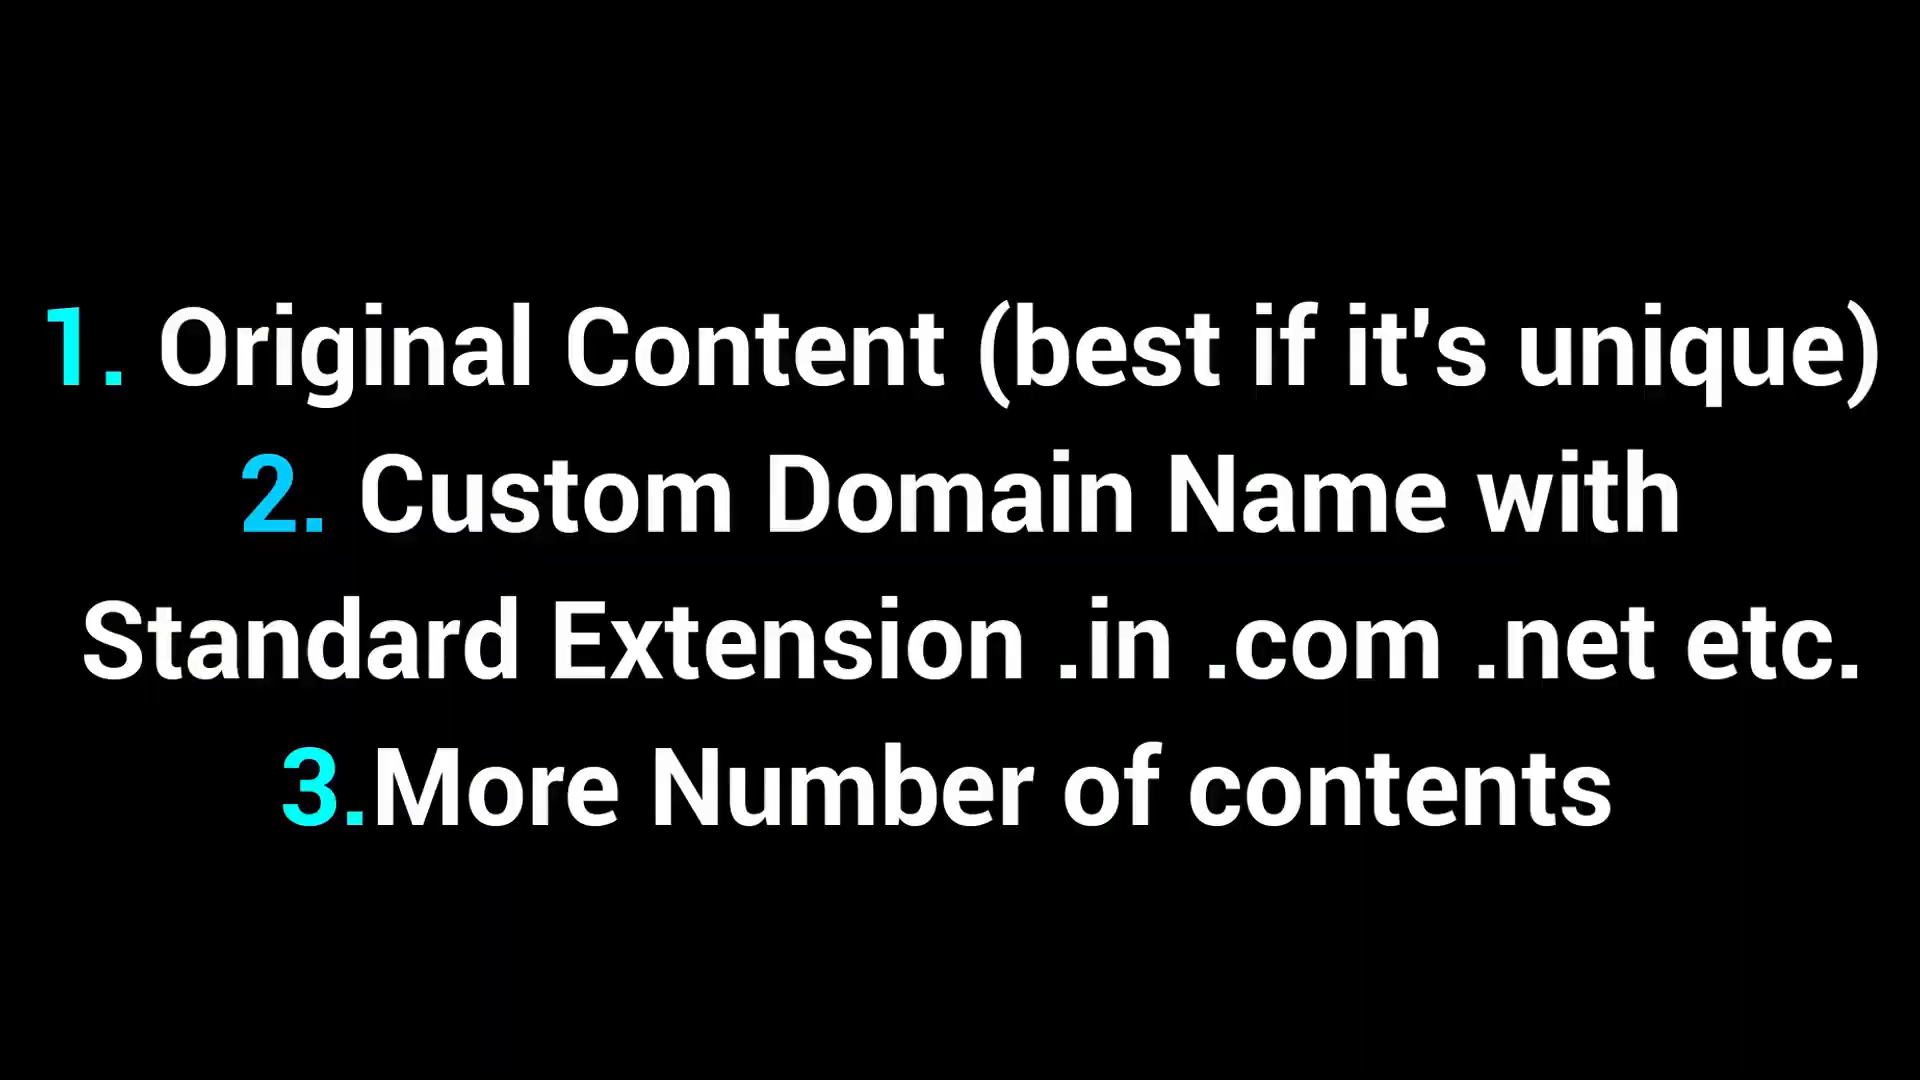 1. Original Content (best if it's unique)
2. Custom Domain Name with
Standard Extension .in .com .net etc.
3.More Number of contents